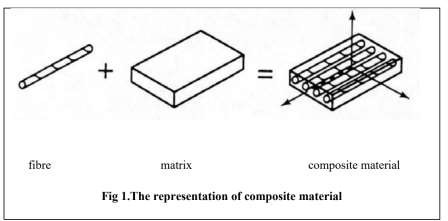 +
=
fibre matrix composite material
Fig 1.The representation of composite material